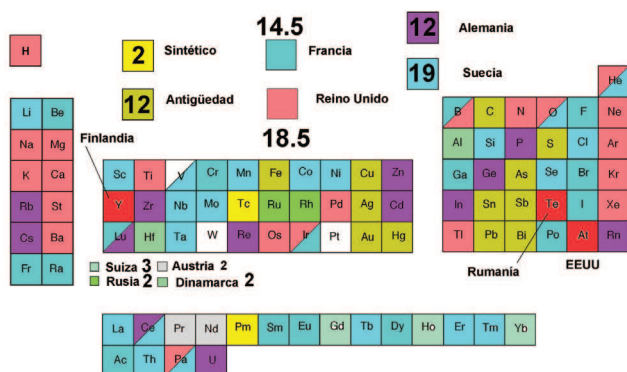 14.5
12 Alemania
H
2 Sintético
Francia
19 Suecia
He
12 Antigüedad
Reino Unido
Li Be
B C N O F Ne
Finlandia
18.5
Na Mg
Al Si P S Cl Ar
K Ca
Sc Ti V Cr Mn Fe Co Ni Cu Zn
Ga Ge As Se Br Kr
Rb St
Y Zr Nb Mo Tc Ru Rh Pd Ag Cd
In Sn Sb Te I Xe
Cs Ba
Lu Hf Ta W Re Os Ir Pt Au Hg
Tl Pb Bi Po At Rn
Fr Ra
Suiza 3
Austria 2
Rumanía
EEUU
Rusia 2
Dinamarca 2
La Ce Pr Nd Pm Sm Eu Gd Tb Dy Ho Er Tm Yb
Ac Th Pa U